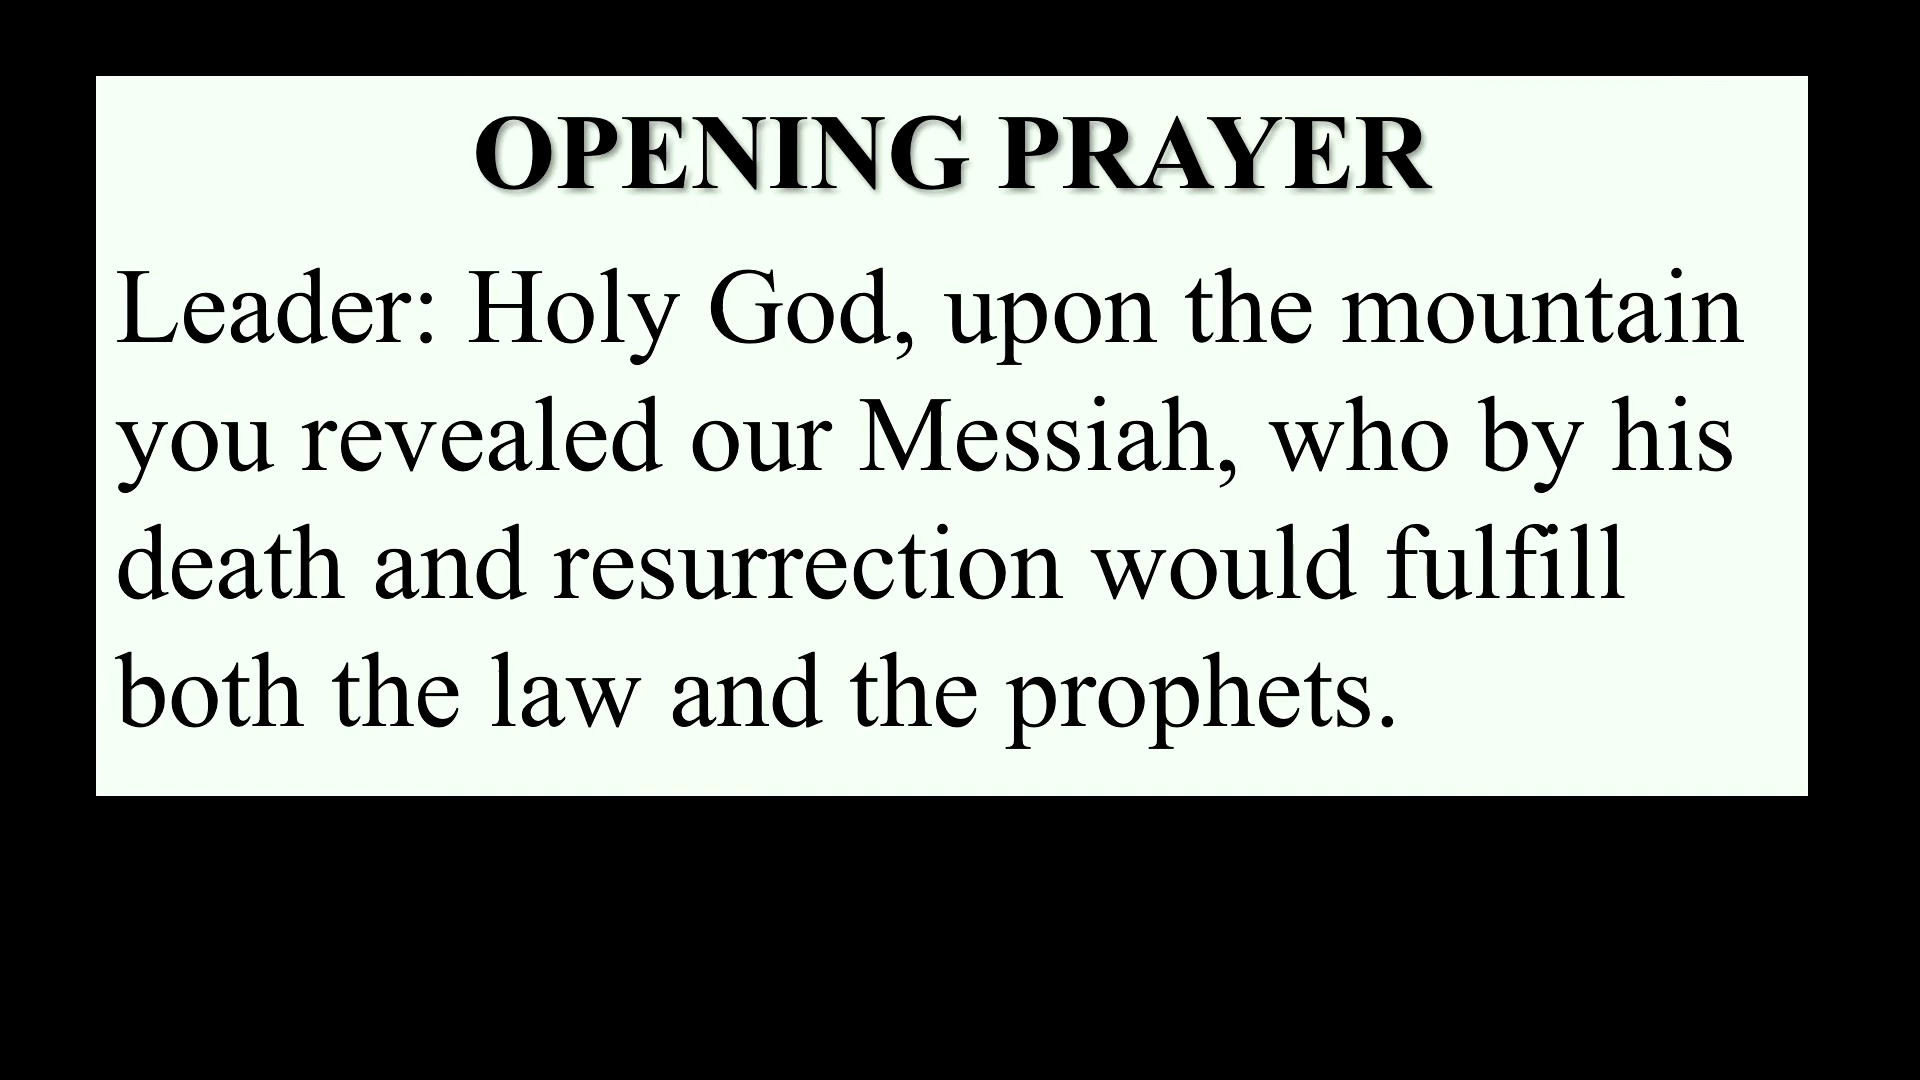 OPENING PRAYER
Leader: Holy God, upon the mountain
you revealed our Messiah, who by his
death and resurrection would fulfill
both the law and the prophets.